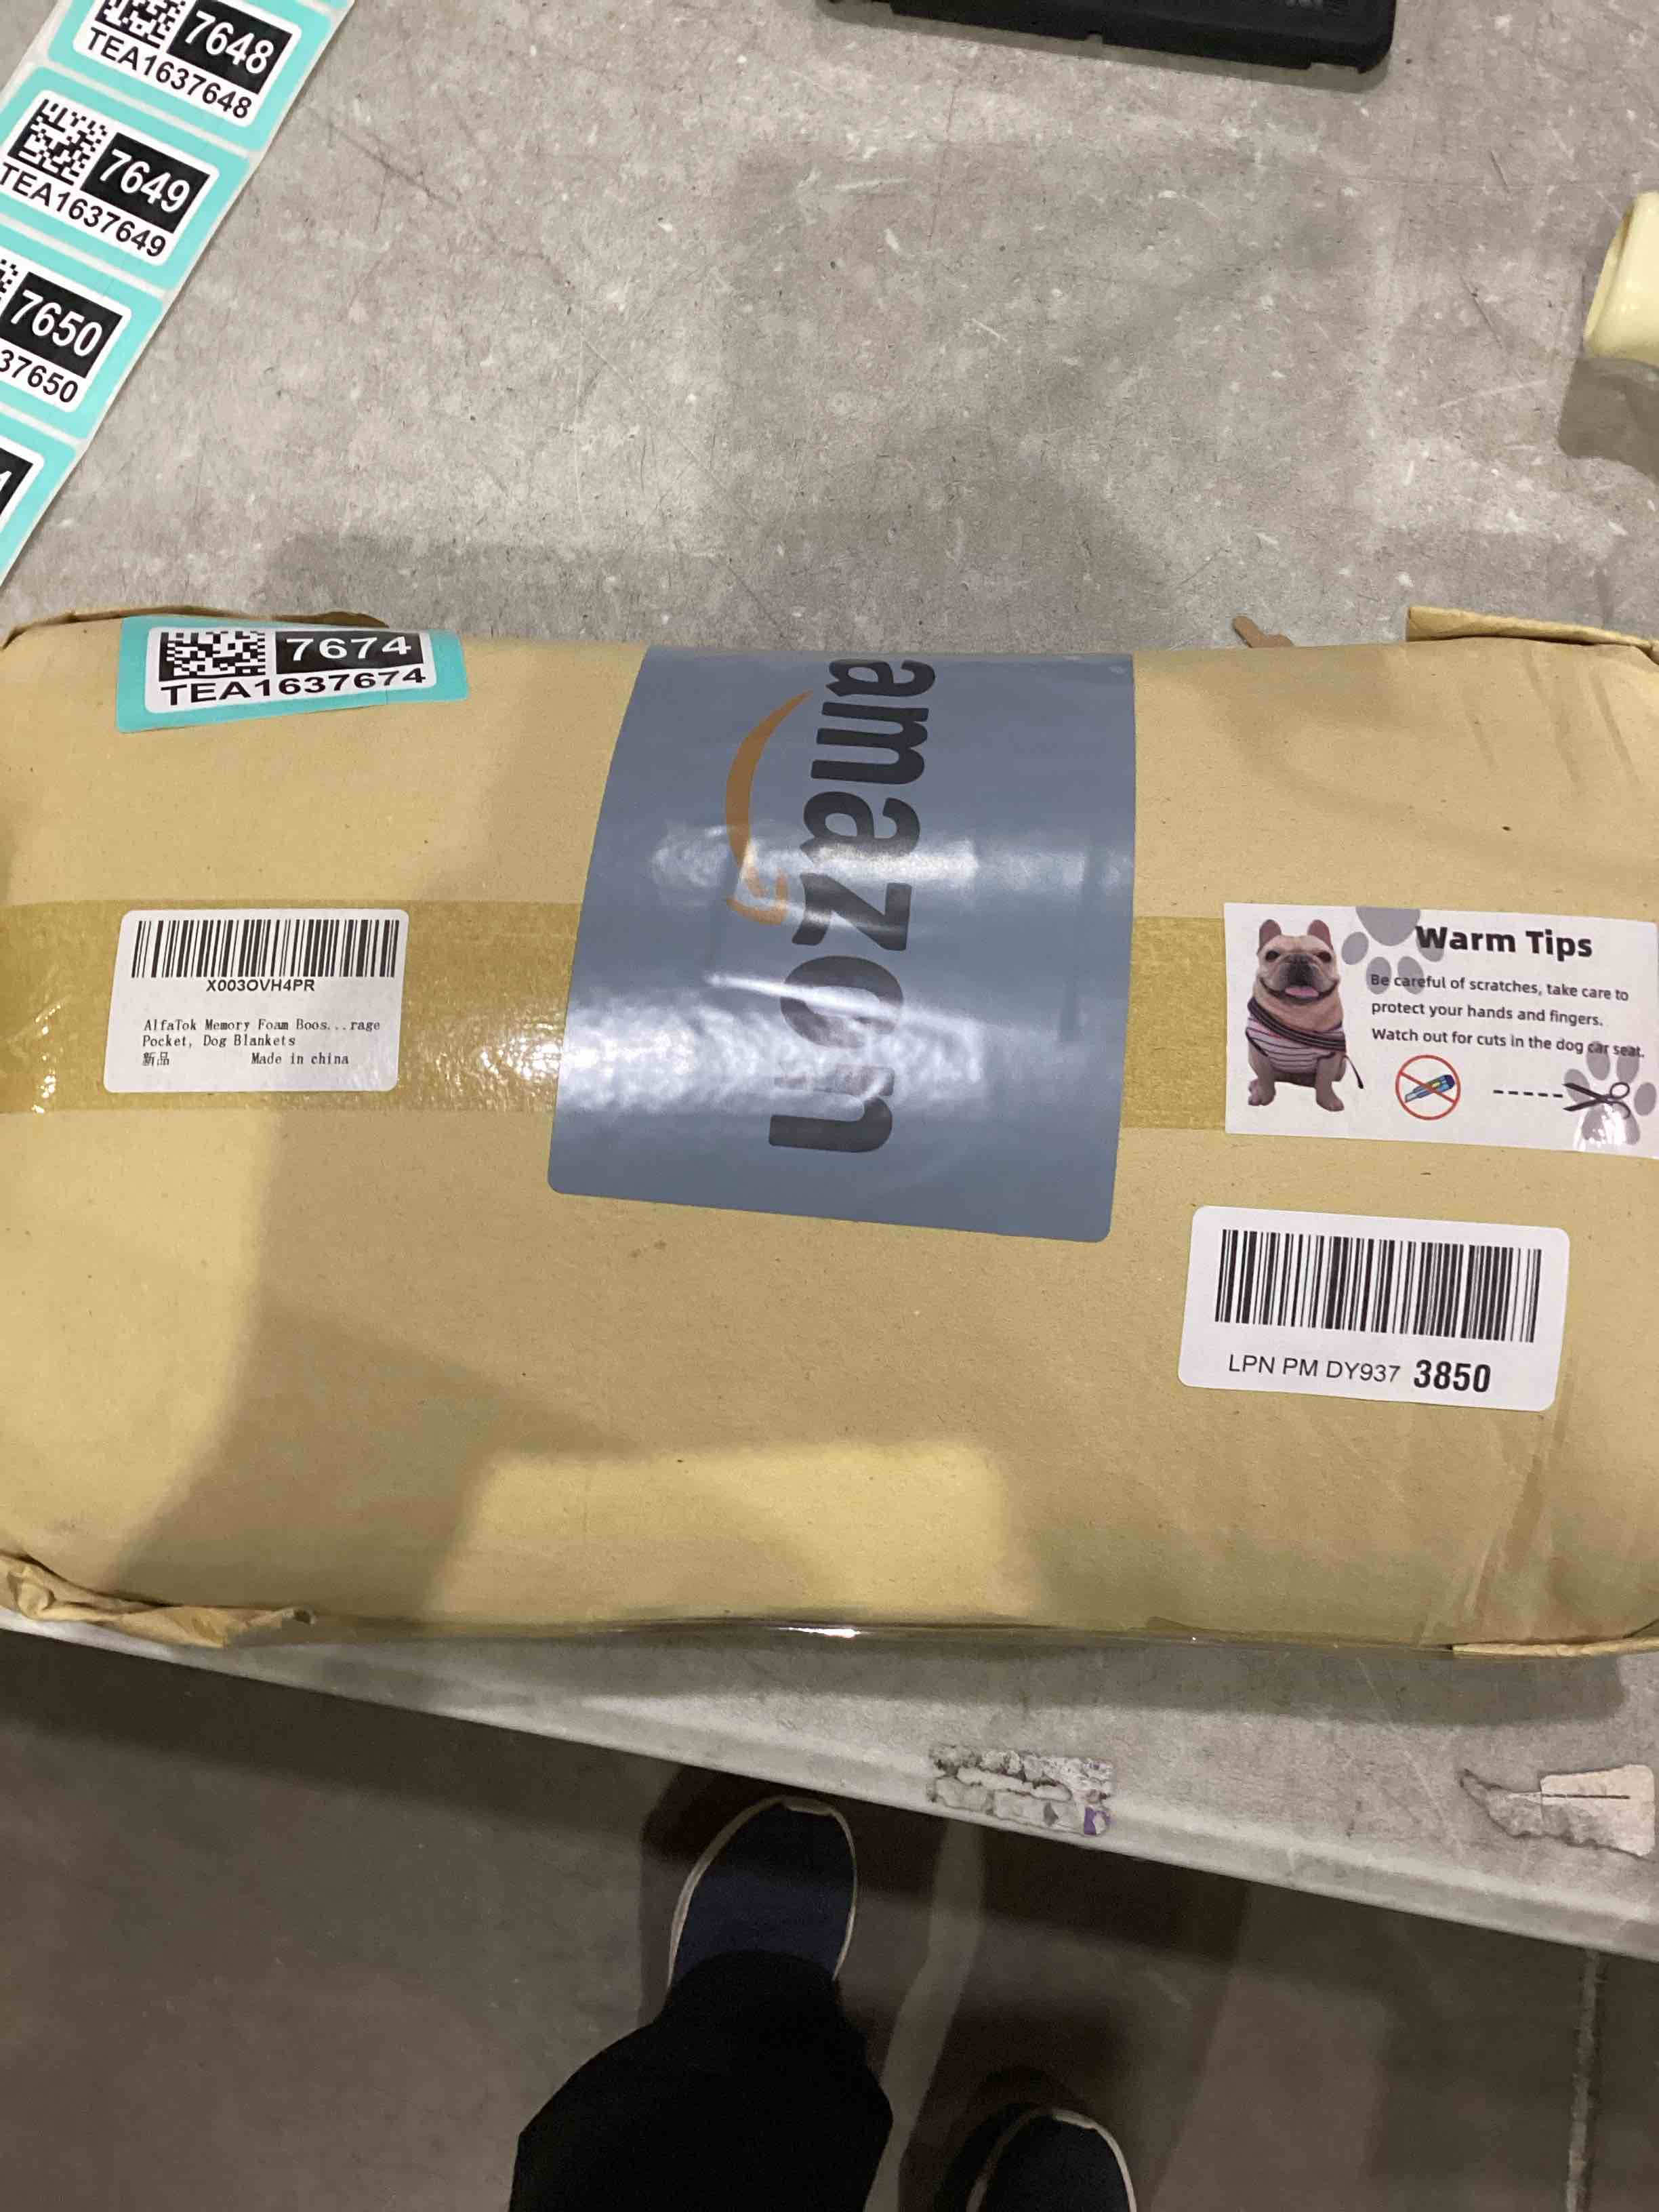 7648
TEA1637648
7649
TEA1637649
7650
37650
7674
TEA1637674
amazon
X003OVH4PR
AlfaTok Memory Foam Boos...rage
Pocket, Dog Blankets
新品 Made in china
Warm Tips
Be careful of scratches, take care to
protect your hands and fingers.
Watch out for cuts in the dog car seat.
LPN PM DY937 3850